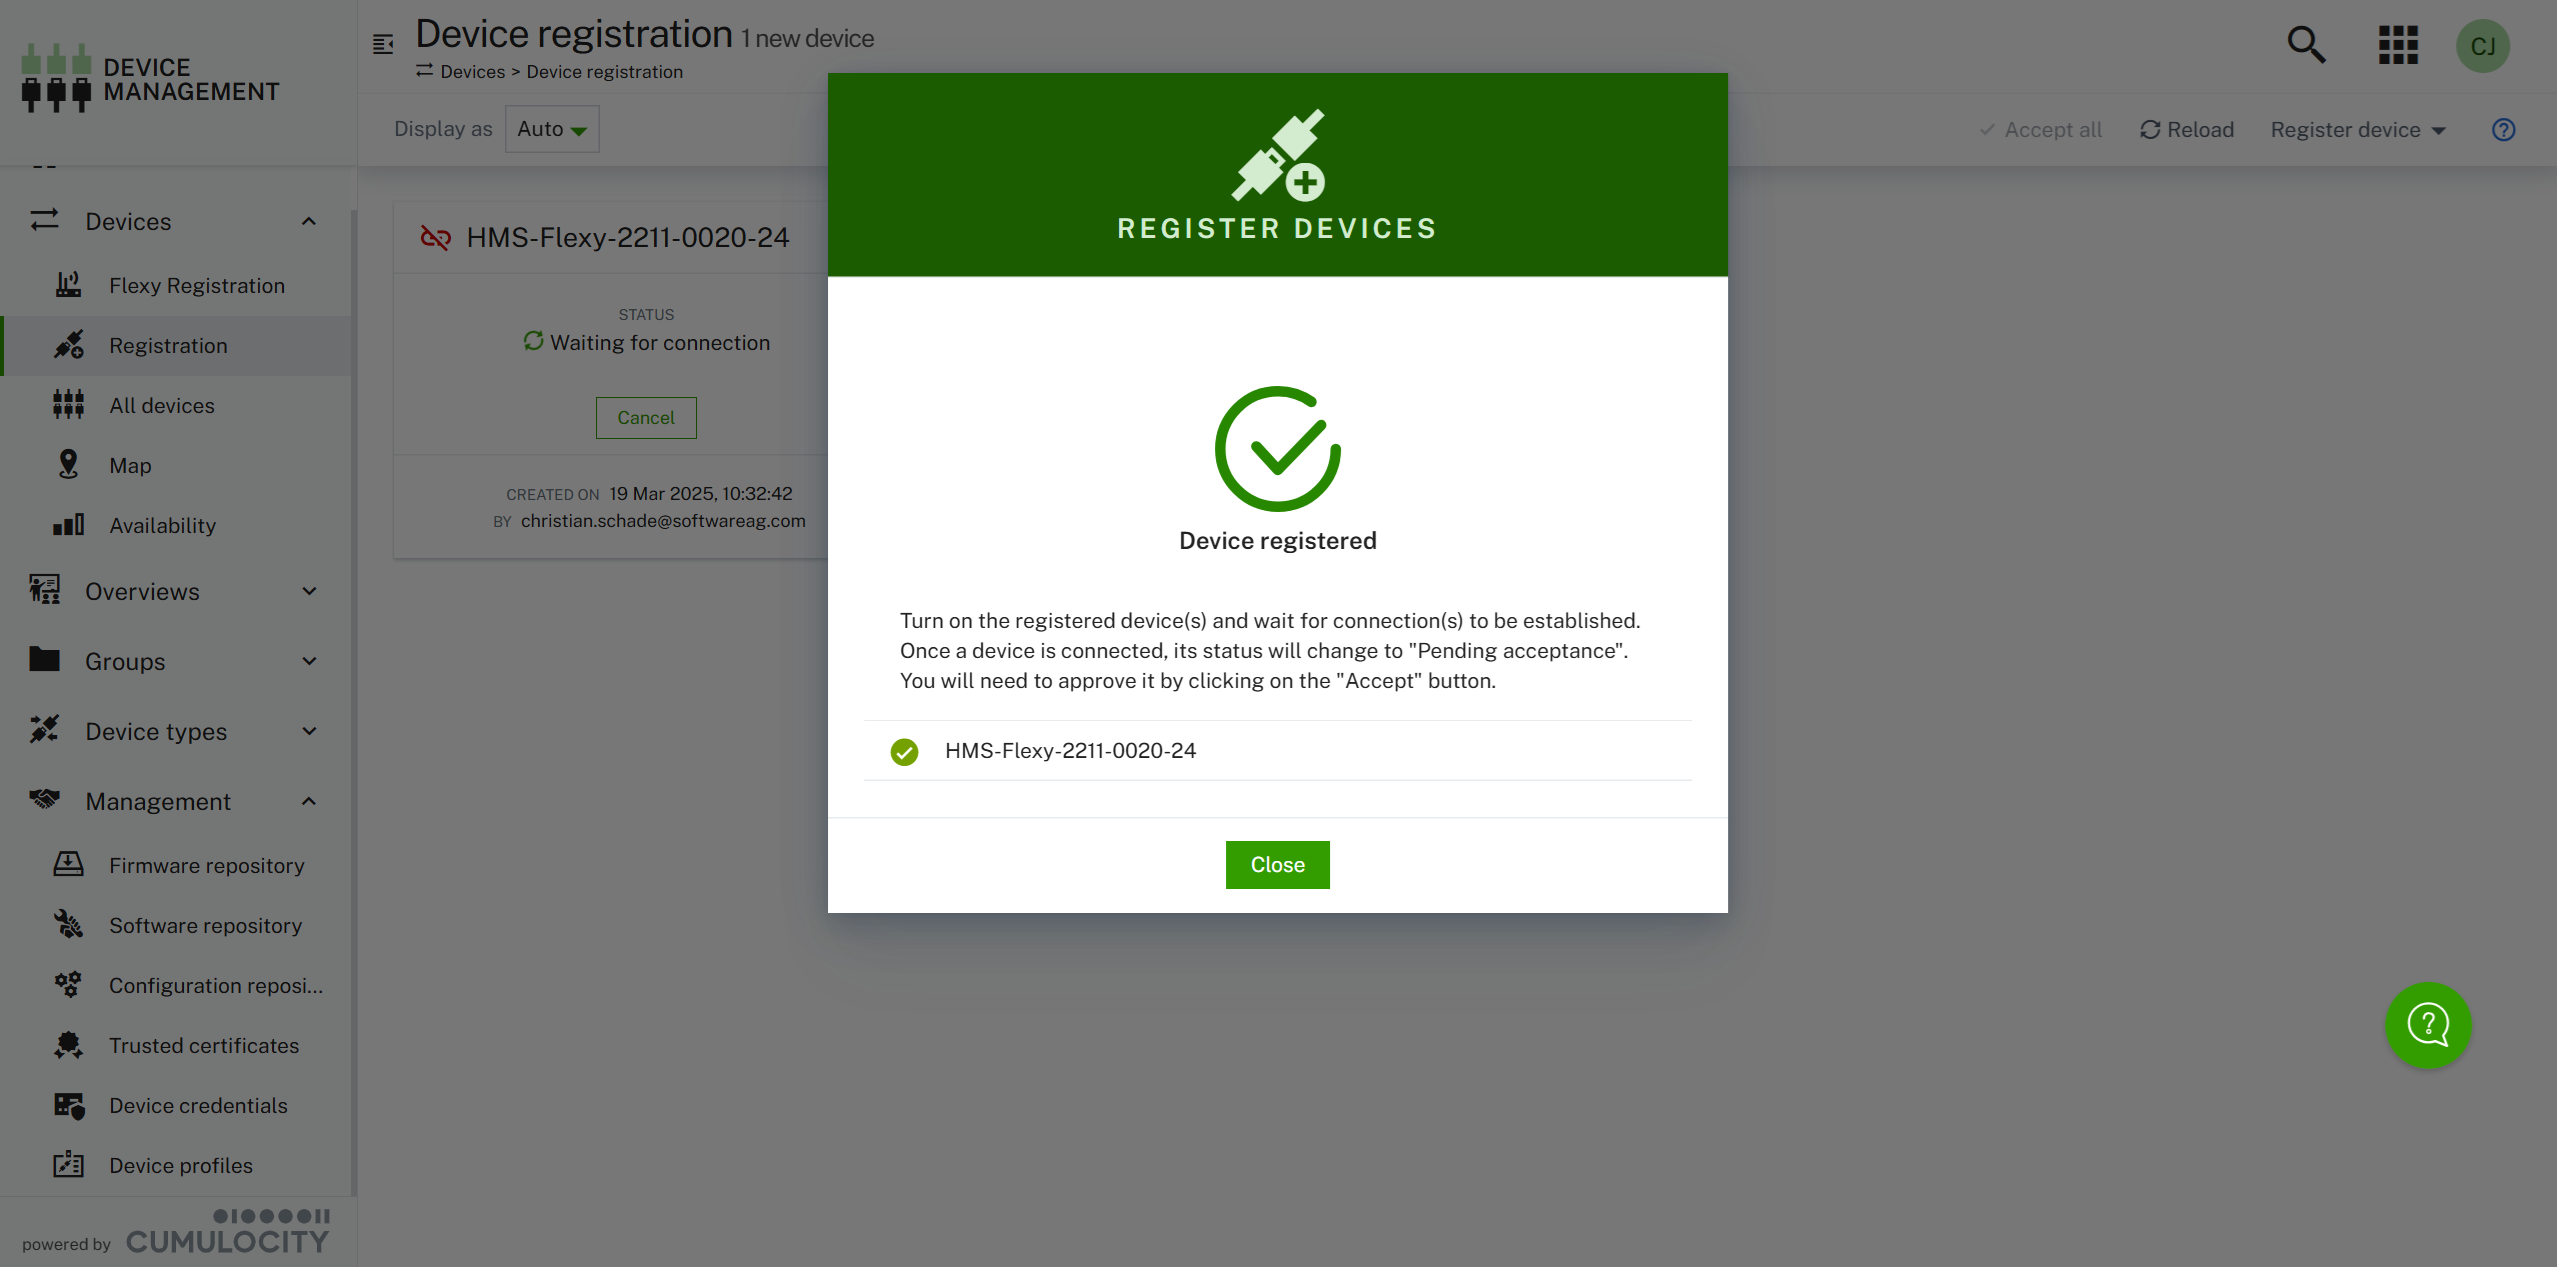 DEVICE
MANAGEMENT
Device registration 1 new device
Devices > Device registration
CJ
Display as Auto
Accept all Reload Register device
Devices
Flexy Registration
Registration
All devices
Map
Availability
Overviews
Groups
Device types
Management
Firmware repository
Software repository
Configuration reposi...
Trusted certificates
Device credentials
Device profiles
powered by CUMULOCITY
HMS-Flexy-2211-0020-24
STATUS
Waiting for connection
Cancel
CREATED ON 19 Mar 2025, 10:32:42
BY christian.schade@softwareag.com
REGISTER DEVICES
Device registered
Turn on the registered device(s) and wait for connection(s) to be established.
Once a device is connected, its status will change to "Pending acceptance".
You will need to approve it by clicking on the "Accept" button.
HMS-Flexy-2211-0020-24
Close